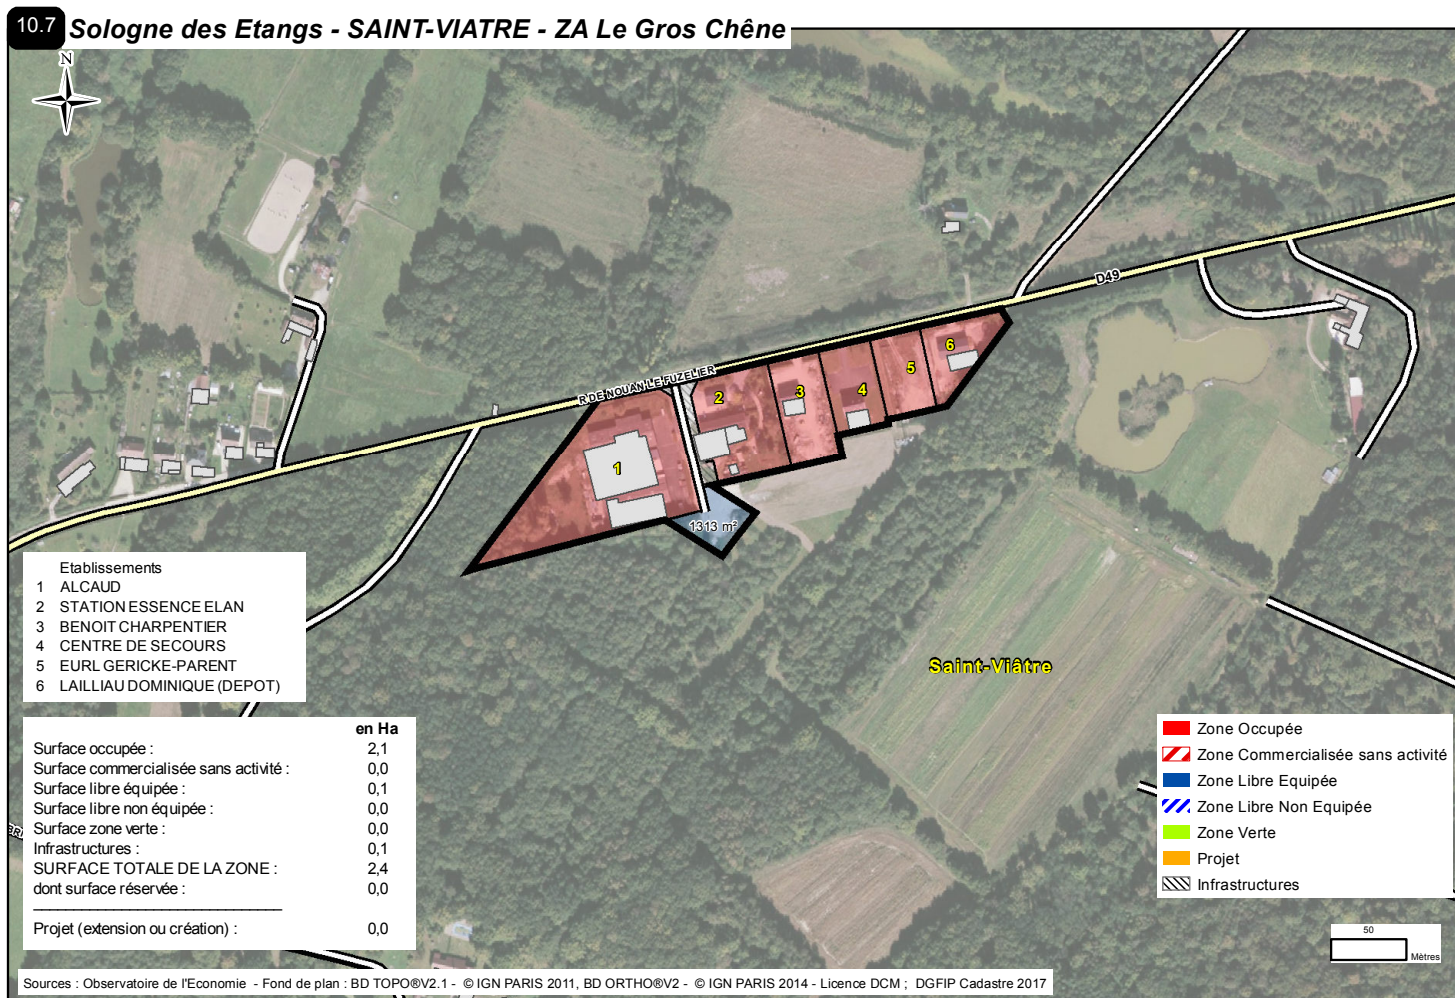 10.7 Sologne des Etangs - SAINT-VIATRE - ZA Le Gros Chêne
N
D49
R DE NOUAN LE FUZELIER
6
5
4
3
2
1
1313 m²
Saint-Viâtre
Etablissements
1 ALCAUD
2 STATION ESSENCE ELAN
3 BENOIT CHARPENTIER
4 CENTRE DE SECOURS
5 EURL GERICKE-PARENT
6 LAILLIAU DOMINIQUE (DEPOT)
en Ha
Surface occupée : 2,1
Surface commercialisée sans activité : 0,0
Surface libre équipée : 0,1
Surface libre non équipée : 0,0
Surface zone verte : 0,0
Infrastructures : 0,1
SURFACE TOTALE DE LA ZONE : 2,4
dont surface réservée : 0,0
Projet (extension ou création) : 0,0
Zone Occupée
Zone Commercialisée sans activité
Zone Libre Equipée
Zone Libre Non Equipée
Zone Verte
Projet
Infrastructures
50
Mètres
Sources : Observatoire de l'Economie - Fond de plan : BD TOPO®V2.1 - © IGN PARIS 2011, BD ORTHO®V2 - © IGN PARIS 2014 - Licence DCM ; DGFIP Cadastre 2017